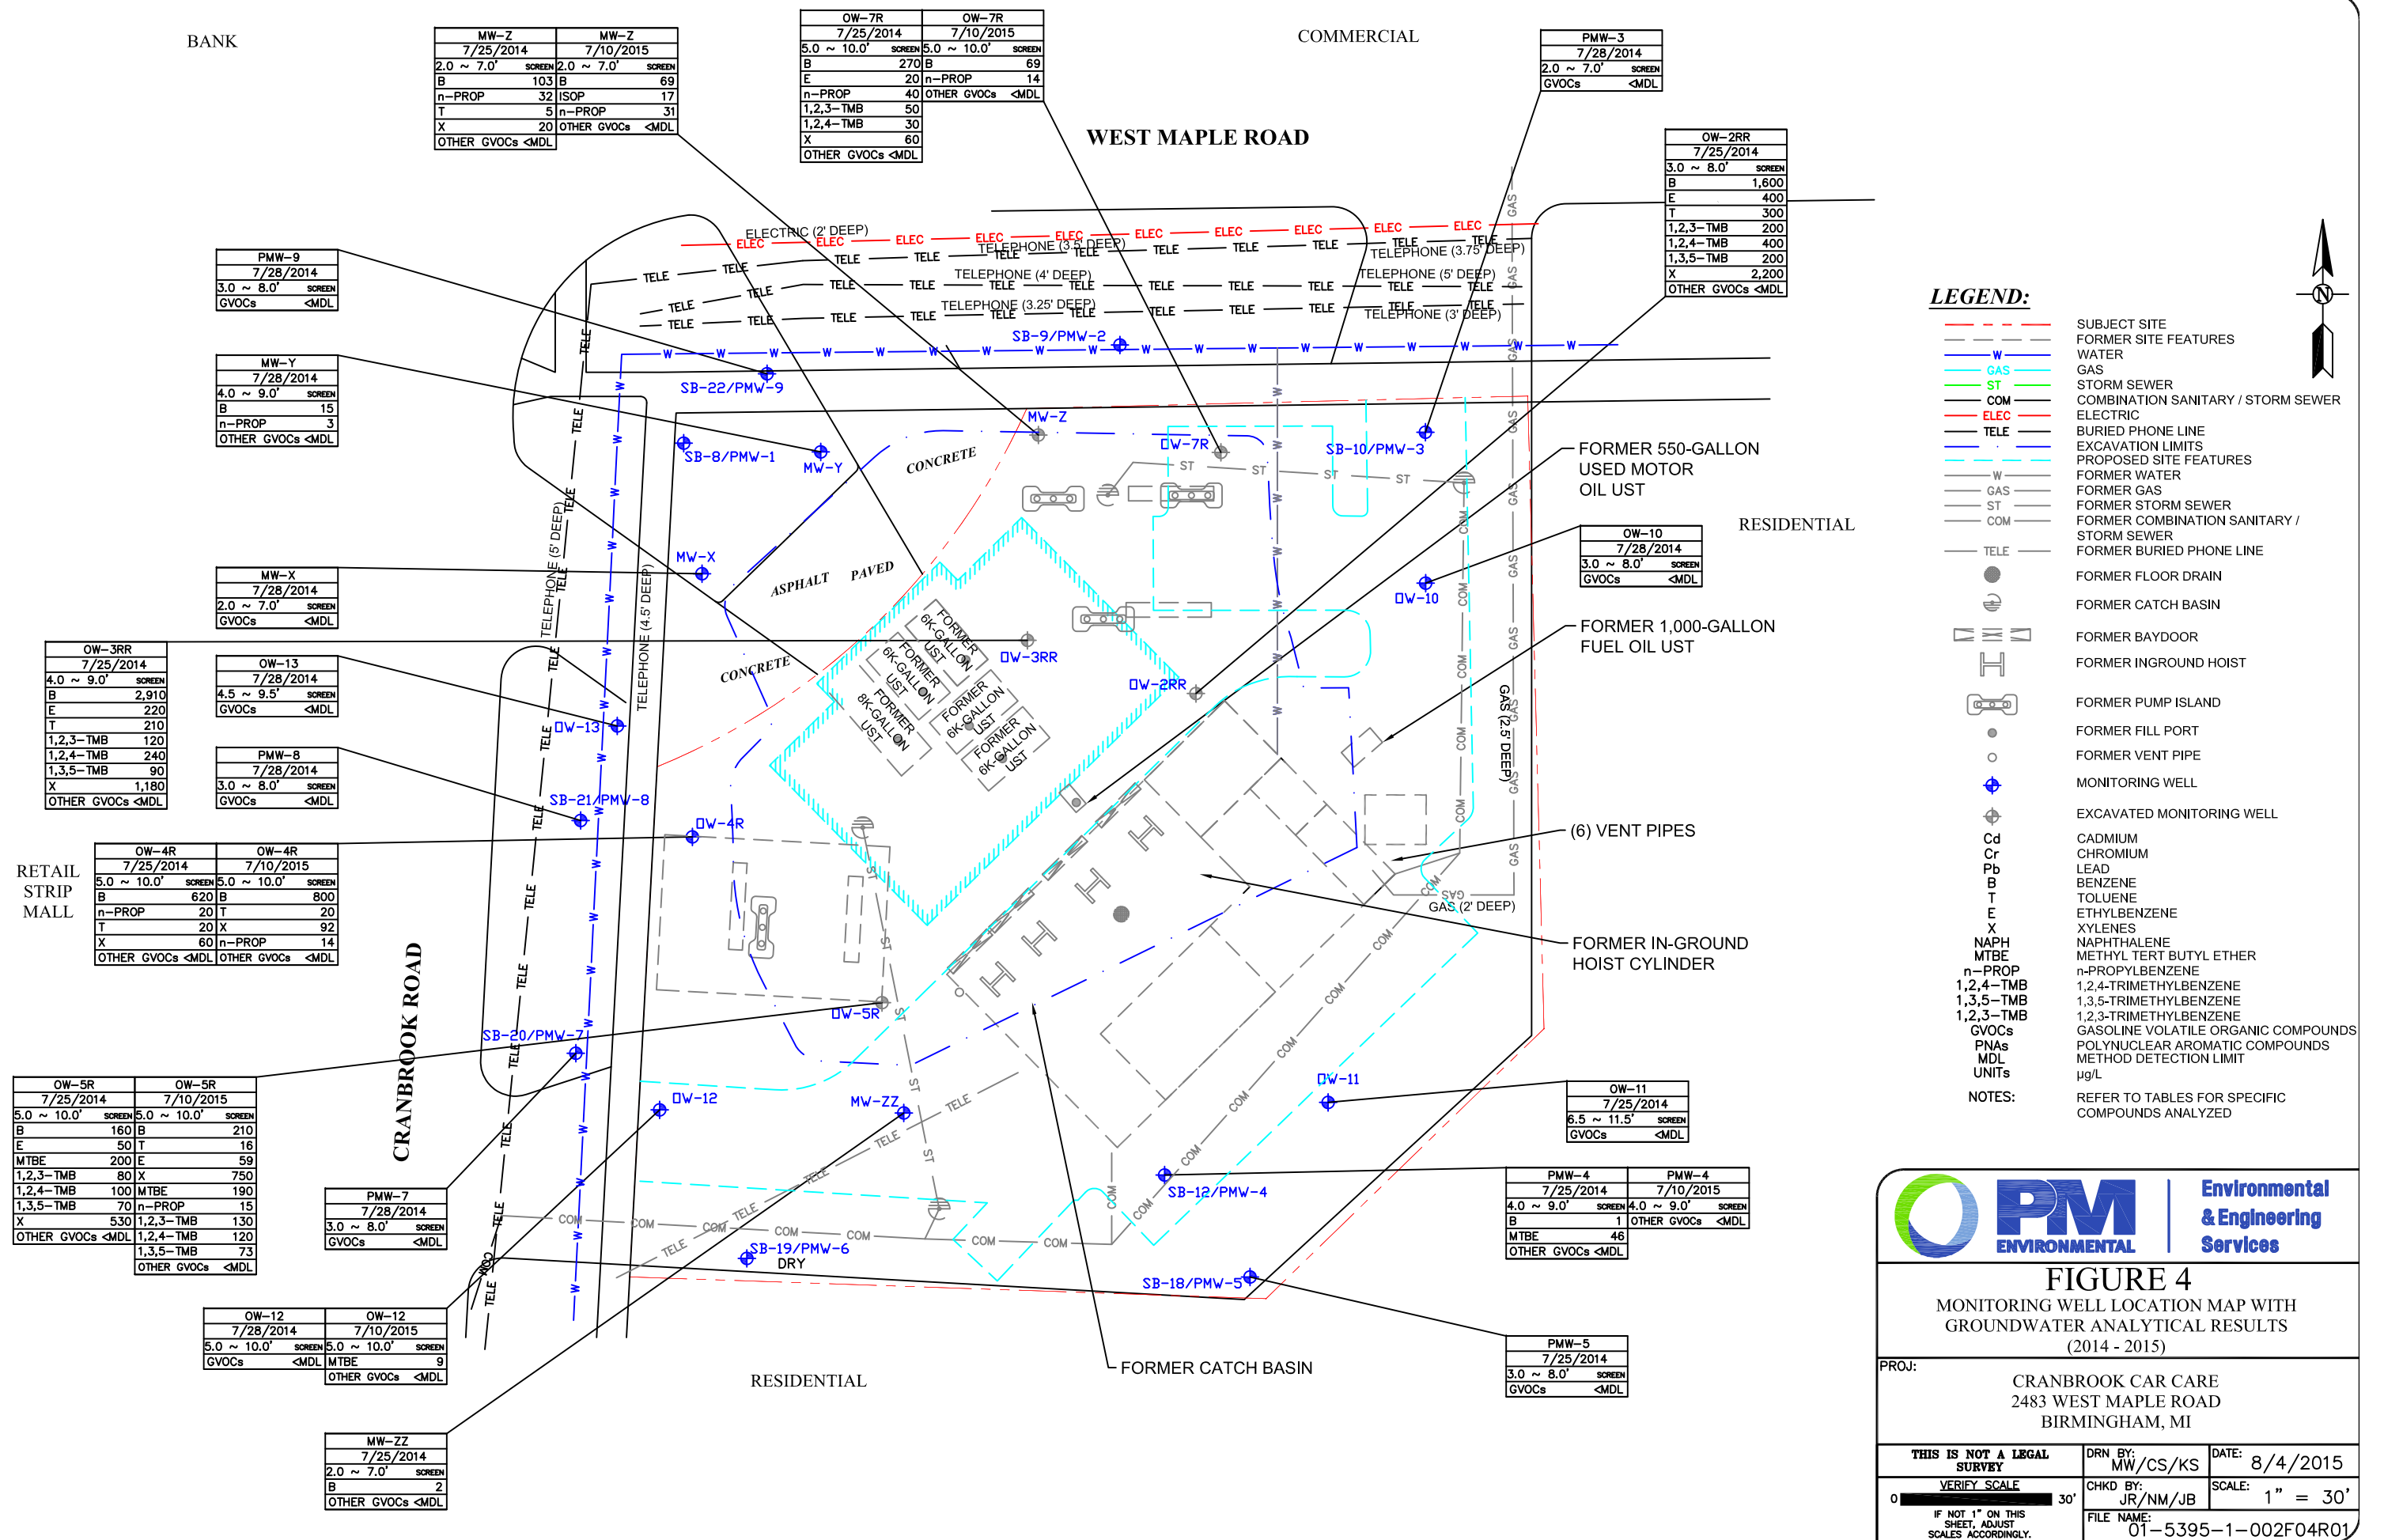 BANK
COMMERCIAL
WEST MAPLE ROAD
RESIDENTIAL
RETAIL
STRIP
MALL
CRANBROOK ROAD
RESIDENTIAL
MW-Z MW-Z
7/25/2014 7/10/2015
2.0 ~ 7.0' SCREEN 2.0 ~ 7.0' SCREEN
B 103 B 69
n-PROP 32 ISOP 17
T 5 n-PROP 31
X 20 OTHER GVOCs <MDL
OTHER GVOCs <MDL
OW-7R OW-7R
7/25/2014 7/10/2015
5.0 ~ 10.0' SCREEN 5.0 ~ 10.0' SCREEN
B 270 B 69
E 20 n-PROP 14
n-PROP 40 OTHER GVOCs <MDL
1,2,3-TMB 50
1,2,4-TMB 30
X 60
OTHER GVOCs <MDL
PMW-3
7/28/2014
2.0 ~ 7.0' SCREEN
GVOCs <MDL
OW-2RR
7/25/2014
3.0 ~ 8.0' SCREEN
B 1,600
E 400
T 300
1,2,3-TMB 200
1,2,4-TMB 400
1,3,5-TMB 200
X 2,200
OTHER GVOCs <MDL
PMW-9
7/28/2014
3.0 ~ 8.0' SCREEN
GVOCs <MDL
MW-Y
7/28/2014
4.0 ~ 9.0' SCREEN
B 15
n-PROP 3
OTHER GVOCs <MDL
MW-X
7/28/2014
2.0 ~ 7.0' SCREEN
GVOCs <MDL
OW-3RR
7/25/2014
4.0 ~ 9.0' SCREEN
B 2,910
E 220
T 210
1,2,3-TMB 120
1,2,4-TMB 240
1,3,5-TMB 90
X 1,180
OTHER GVOCs <MDL
OW-13
7/28/2014
4.5 ~ 9.5' SCREEN
GVOCs <MDL
PMW-8
7/28/2014
3.0 ~ 8.0' SCREEN
GVOCs <MDL
OW-4R OW-4R
7/25/2014 7/10/2015
5.0 ~ 10.0' SCREEN 5.0 ~ 10.0' SCREEN
B 620 B 800
n-PROP 20 T 20
T 20 X 92
X 60 n-PROP 14
OTHER GVOCs <MDL OTHER GVOCs <MDL
OW-5R OW-5R
7/25/2014 7/10/2015
5.0 ~ 10.0' SCREEN 5.0 ~ 10.0' SCREEN
B 160 B 210
E 50 T 16
MTBE 200 E 59
1,2,3-TMB 80 X 750
1,2,4-TMB 100 MTBE 190
1,3,5-TMB 70 n-PROP 15
X 530 1,2,3-TMB 130
OTHER GVOCs <MDL 1,2,4-TMB 120
1,3,5-TMB 73
OTHER GVOCs <MDL
PMW-7
7/28/2014
3.0 ~ 8.0' SCREEN
GVOCs <MDL
OW-12 OW-12
7/28/2014 7/10/2015
5.0 ~ 10.0' SCREEN 5.0 ~ 10.0' SCREEN
GVOCs <MDL MTBE 9
OTHER GVOCs <MDL
MW-ZZ
7/25/2014
2.0 ~ 7.0' SCREEN
B 2
OTHER GVOCs <MDL
OW-10
7/28/2014
3.0 ~ 8.0' SCREEN
GVOCs <MDL
OW-11
7/25/2014
6.5 ~ 11.5' SCREEN
GVOCs <MDL
PMW-4 PMW-4
7/25/2014 7/10/2015
4.0 ~ 9.0' SCREEN 4.0 ~ 9.0' SCREEN
B 1 OTHER GVOCs <MDL
MTBE 46
OTHER GVOCs <MDL
PMW-5
7/25/2014
3.0 ~ 8.0' SCREEN
GVOCs <MDL
ELECTRIC (2' DEEP)
ELEC ELEC ELEC ELEC ELEC ELEC ELEC ELEC ELEC ELEC
TELEPHONE (3.5' DEEP)
TELEPHONE (3.75' DEEP)
TELEPHONE (4' DEEP)
TELEPHONE (5' DEEP)
TELEPHONE (3.25' DEEP)
TELEPHONE (3' DEEP)
TELEPHONE (5' DEEP)
TELEPHONE (4.5' DEEP)
SB-9/PMW-2
SB-22/PMW-9
SB-8/PMW-1
MW-Y
MW-Z
OW-7R
SB-10/PMW-3
MW-X
OW-10
OW-3RR
OW-2RR
OW-13
SB-21/PMW-8
OW-4R
OW-5R
SB-20/PMW-7
OW-12
MW-ZZ
OW-11
SB-12/PMW-4
SB-19/PMW-6
DRY
SB-18/PMW-5
CONCRETE
ASPHALT PAVED
CONCRETE
FORMER
6K-GALLON
UST
FORMER
6K-GALLON
UST
FORMER
8K-GALLON
UST
FORMER
6K-GALLON
UST
FORMER
6K-GALLON
UST
GAS (2.5' DEEP)
GAS (2' DEEP)
FORMER 550-GALLON
USED MOTOR
OIL UST
FORMER 1,000-GALLON
FUEL OIL UST
(6) VENT PIPES
FORMER IN-GROUND
HOIST CYLINDER
FORMER CATCH BASIN
LEGEND:
N
SUBJECT SITE
FORMER SITE FEATURES
W WATER
GAS GAS
ST STORM SEWER
COM COMBINATION SANITARY / STORM SEWER
ELEC ELECTRIC
TELE BURIED PHONE LINE
EXCAVATION LIMITS
PROPOSED SITE FEATURES
W FORMER WATER
GAS FORMER GAS
ST FORMER STORM SEWER
COM FORMER COMBINATION SANITARY /
STORM SEWER
TELE FORMER BURIED PHONE LINE
FORMER FLOOR DRAIN
FORMER CATCH BASIN
FORMER BAYDOOR
FORMER INGROUND HOIST
FORMER PUMP ISLAND
FORMER FILL PORT
FORMER VENT PIPE
MONITORING WELL
EXCAVATED MONITORING WELL
Cd CADMIUM
Cr CHROMIUM
Pb LEAD
B BENZENE
T TOLUENE
E ETHYLBENZENE
X XYLENES
NAPH NAPHTHALENE
MTBE METHYL TERT BUTYL ETHER
n-PROP n-PROPYLBENZENE
1,2,4-TMB 1,2,4-TRIMETHYLBENZENE
1,3,5-TMB 1,3,5-TRIMETHYLBENZENE
1,2,3-TMB 1,2,3-TRIMETHYLBENZENE
GVOCs GASOLINE VOLATILE ORGANIC COMPOUNDS
PNAs POLYNUCLEAR AROMATIC COMPOUNDS
MDL METHOD DETECTION LIMIT
UNITs µg/L
NOTES: REFER TO TABLES FOR SPECIFIC
COMPOUNDS ANALYZED
PM
ENVIRONMENTAL
Environmental
& Engineering
Services
FIGURE 4
MONITORING WELL LOCATION MAP WITH
GROUNDWATER ANALYTICAL RESULTS
(2014 - 2015)
PROJ:
CRANBROOK CAR CARE
2483 WEST MAPLE ROAD
BIRMINGHAM, MI
THIS IS NOT A LEGAL
SURVEY
VERIFY SCALE
0 30'
IF NOT 1" ON THIS
SHEET, ADJUST
SCALES ACCORDINGLY.
DRN BY:
MW/CS/KS
DATE:
8/4/2015
CHKD BY:
JR/NM/JB
SCALE:
1" = 30'
FILE NAME:
01-5395-1-002F04R01